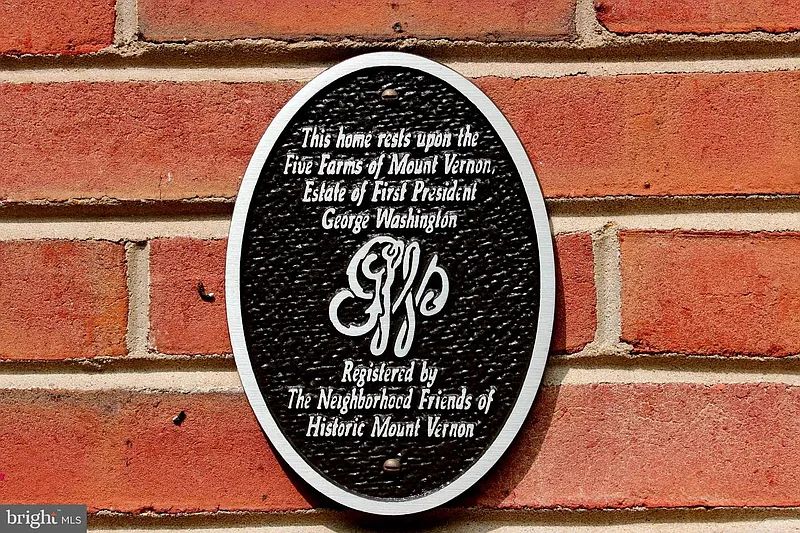 This home rests upon the
Five Farms of Mount Vernon,
Estate of First President
George Washington
GW
Registered by
The Neighborhood Friends of
Historic Mount Vernon
bright MLS